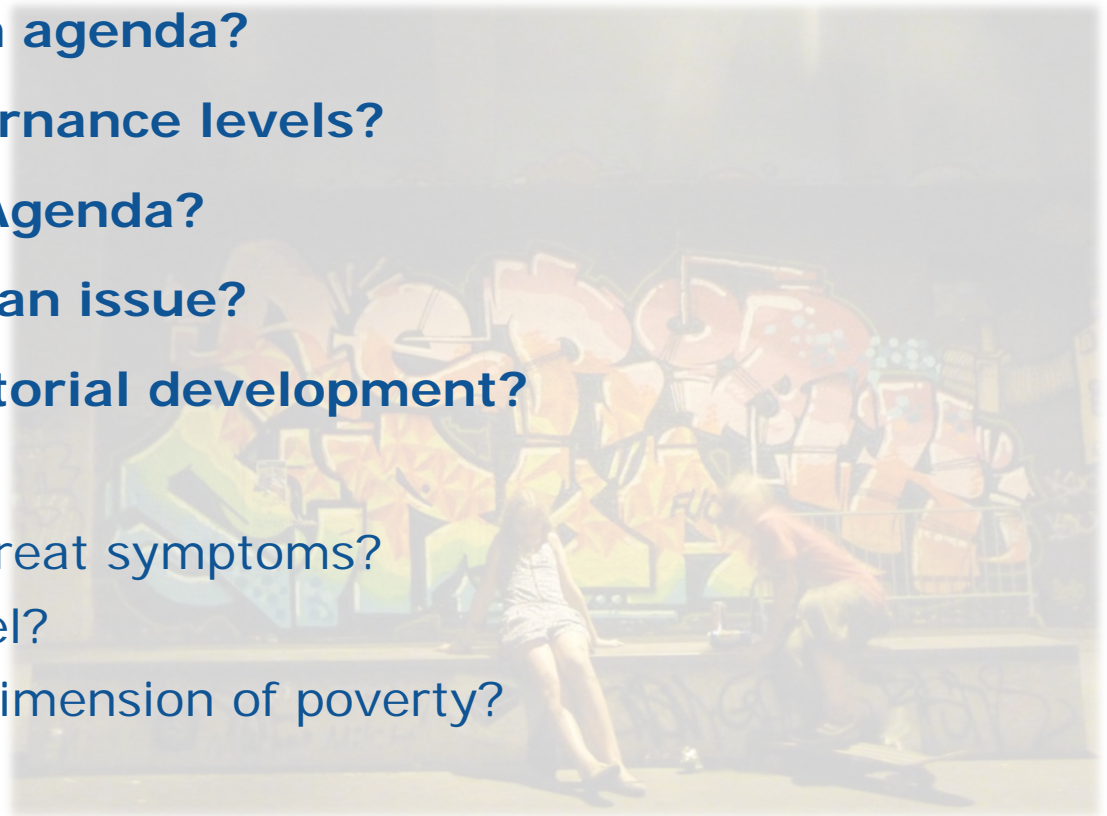 agenda?
rnance levels?
Agenda?
an issue?
torial development?
reat symptoms?
el?
imension of poverty?